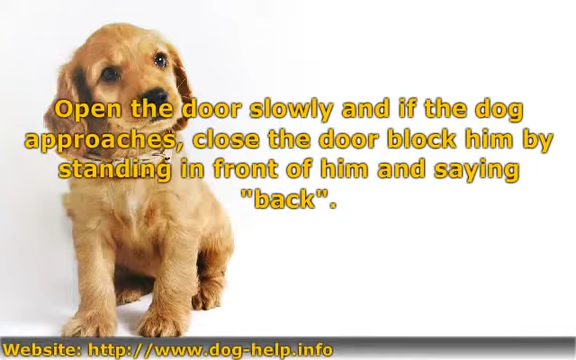 Open the door slowly and if the dog
approaches, close the door block him by
standing in front of him and saying
"back".
Website: http://www.dog-help.info